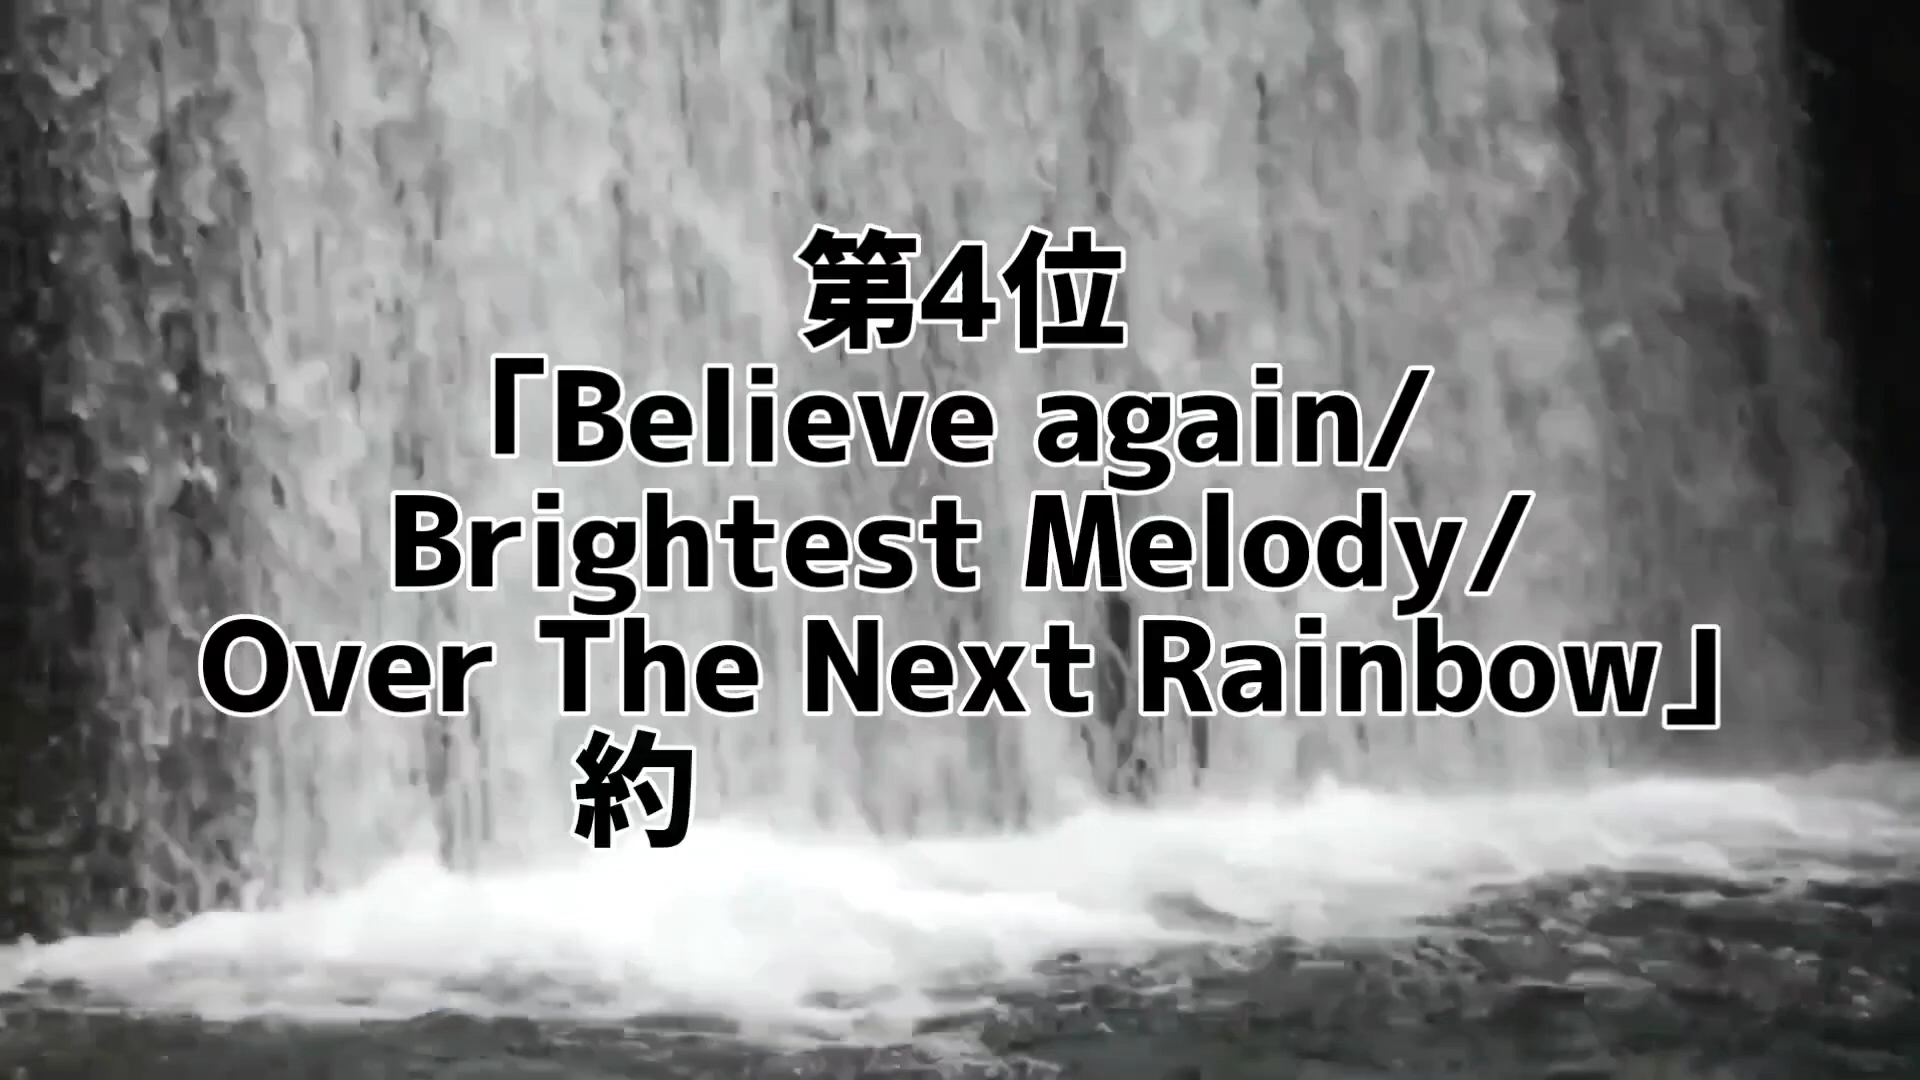 第4位
「Believe again/
Brightest Melody/
Over The Next Rainbow」
約